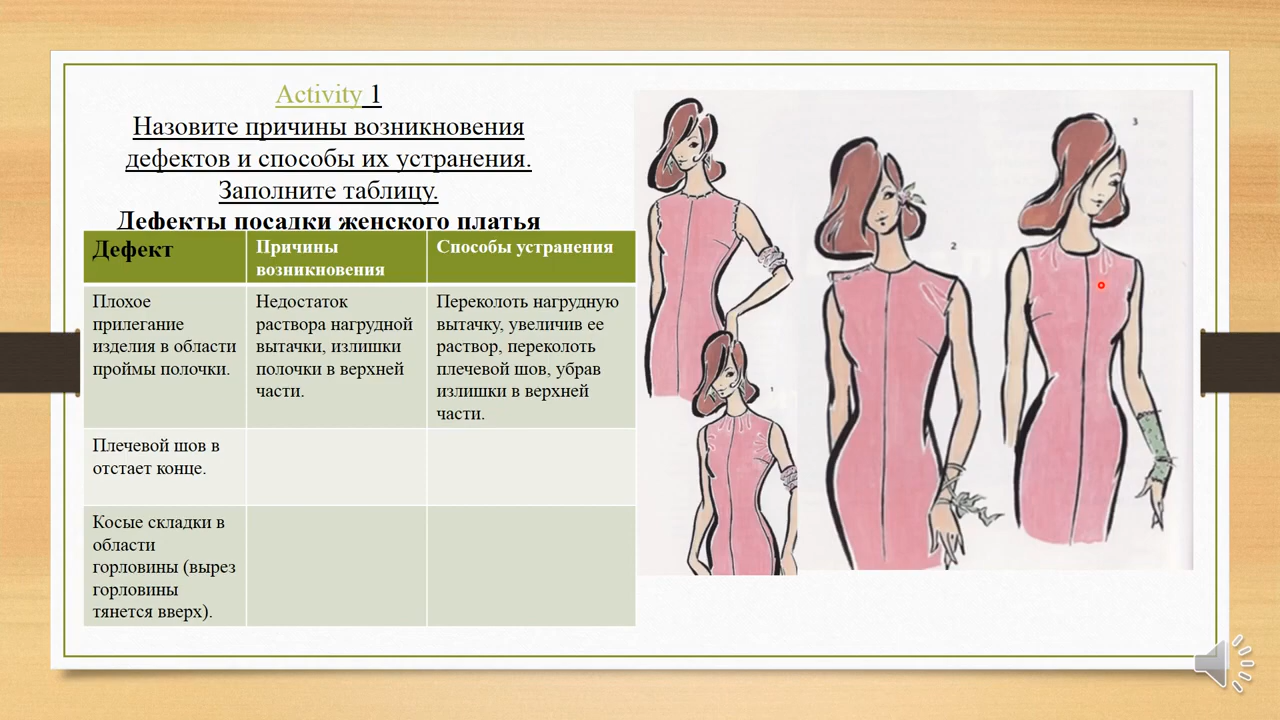 Activity 1
Назовите причины возникновения
дефектов и способы их устранения.
Заполните таблицу.
Дефекты посадки женского платья
Дефект
Причины
возникновения
Способы устранения
Плохое
прилегание
изделия в области
проймы полочки.
Недостаток
раствора нагрудной
вытачки, излишки
полочки в верхней
части.
Переколоть нагрудную
вытачку, увеличив ее
раствор, переколоть
плечевой шов, убрав
излишки в верхней
части.
Плечевой шов в
отстает конце.
Косые складки в
области
горловины (вырез
горловины
тянется вверх).
1
2
3